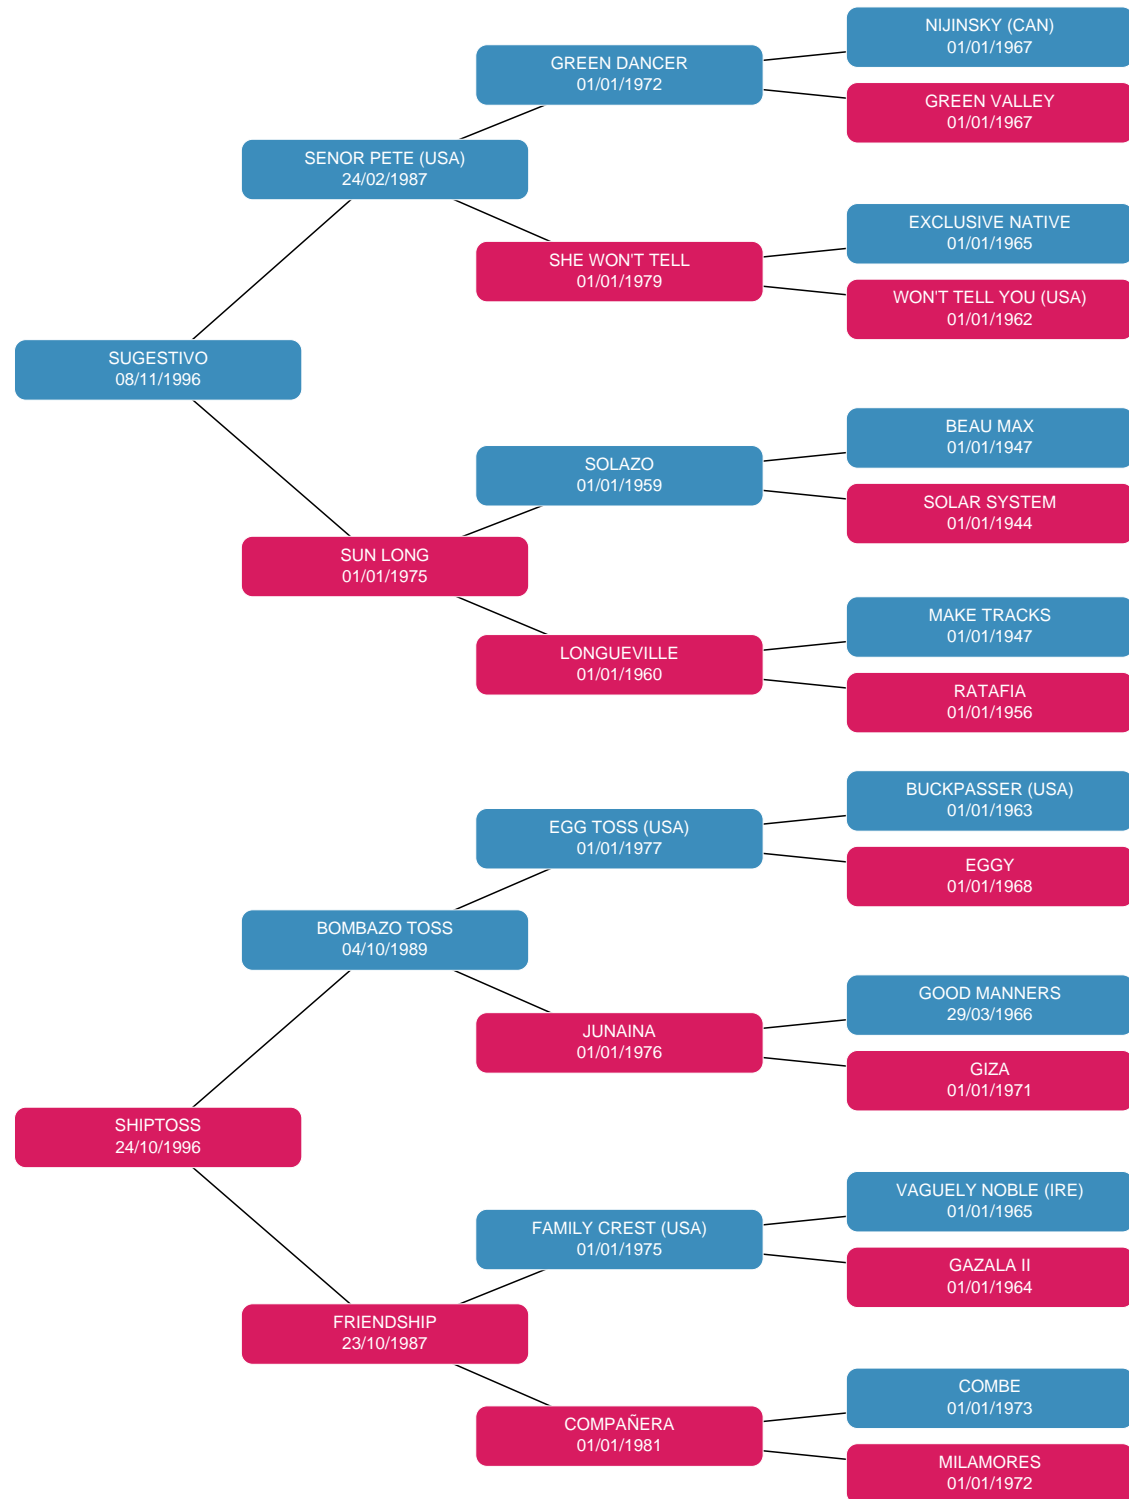 NIJINSKY (CAN)
01/01/1967
GREEN DANCER
01/01/1972
GREEN VALLEY
01/01/1967
SENOR PETE (USA)
24/02/1987
EXCLUSIVE NATIVE
01/01/1965
SHE WON'T TELL
01/01/1979
WON'T TELL YOU (USA)
01/01/1962
SUGESTIVO
08/11/1996
BEAU MAX
01/01/1947
SOLAZO
01/01/1959
SOLAR SYSTEM
01/01/1944
SUN LONG
01/01/1975
MAKE TRACKS
01/01/1947
LONGUEVILLE
01/01/1960
RATAFIA
01/01/1956
BUCKPASSER (USA)
01/01/1963
EGG TOSS (USA)
01/01/1977
EGGY
01/01/1968
BOMBAZO TOSS
04/10/1989
GOOD MANNERS
29/03/1966
JUNAINA
01/01/1976
GIZA
01/01/1971
SHIPTOSS
24/10/1996
VAGUELY NOBLE (IRE)
01/01/1965
FAMILY CREST (USA)
01/01/1975
GAZALA II
01/01/1964
FRIENDSHIP
23/10/1987
COMBE
01/01/1973
COMPAÑERA
01/01/1981
MILAMORES
01/01/1972